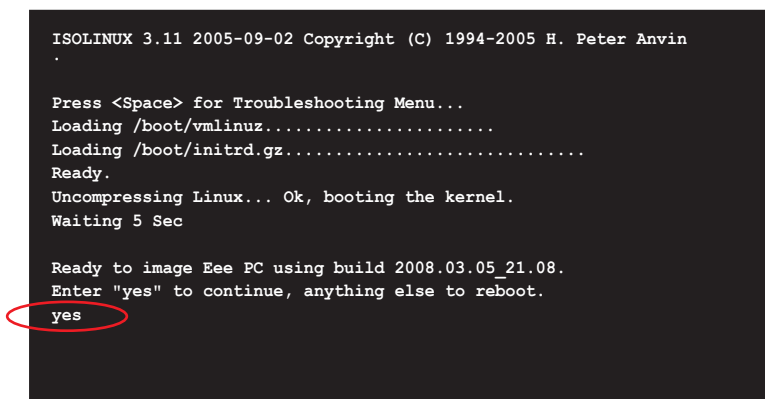 ISOLINUX 3.11 2005-09-02 Copyright (C) 1994-2005 H. Peter Anvin
.
Press <Space> for Troubleshooting Menu...
Loading /boot/vmlinuz.......................
Loading /boot/initrd.gz..............................
Ready.
Uncompressing Linux... Ok, booting the kernel.
Waiting 5 Sec
Ready to image Eee PC using build 2008.03.05_21.08.
Enter "yes" to continue, anything else to reboot.
yes